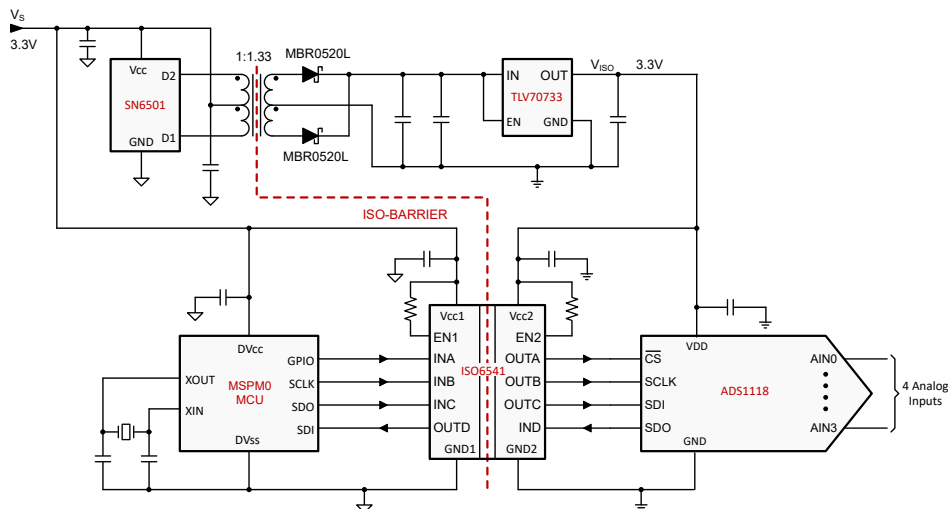 VS
3.3V
1:1.33
MBR0520L
Vcc
D2
SN6501
GND
D1
MBR0520L
IN
OUT
TLV70733
EN
GND
VISO
3.3V
ISO-BARRIER
DVcc
XOUT
XIN
MSPM0
MCU
GPIO
SCLK
SDO
SDI
DVss
Vcc1
EN1
INA
INB
INC
OUTD
GND1
ISO6541
Vcc2
EN2
OUTA
OUTB
OUTC
IND
GND2
VDD
CS
SCLK
SDI
SDO
GND
ADS1118
AIN0
AIN3
4 Analog
Inputs